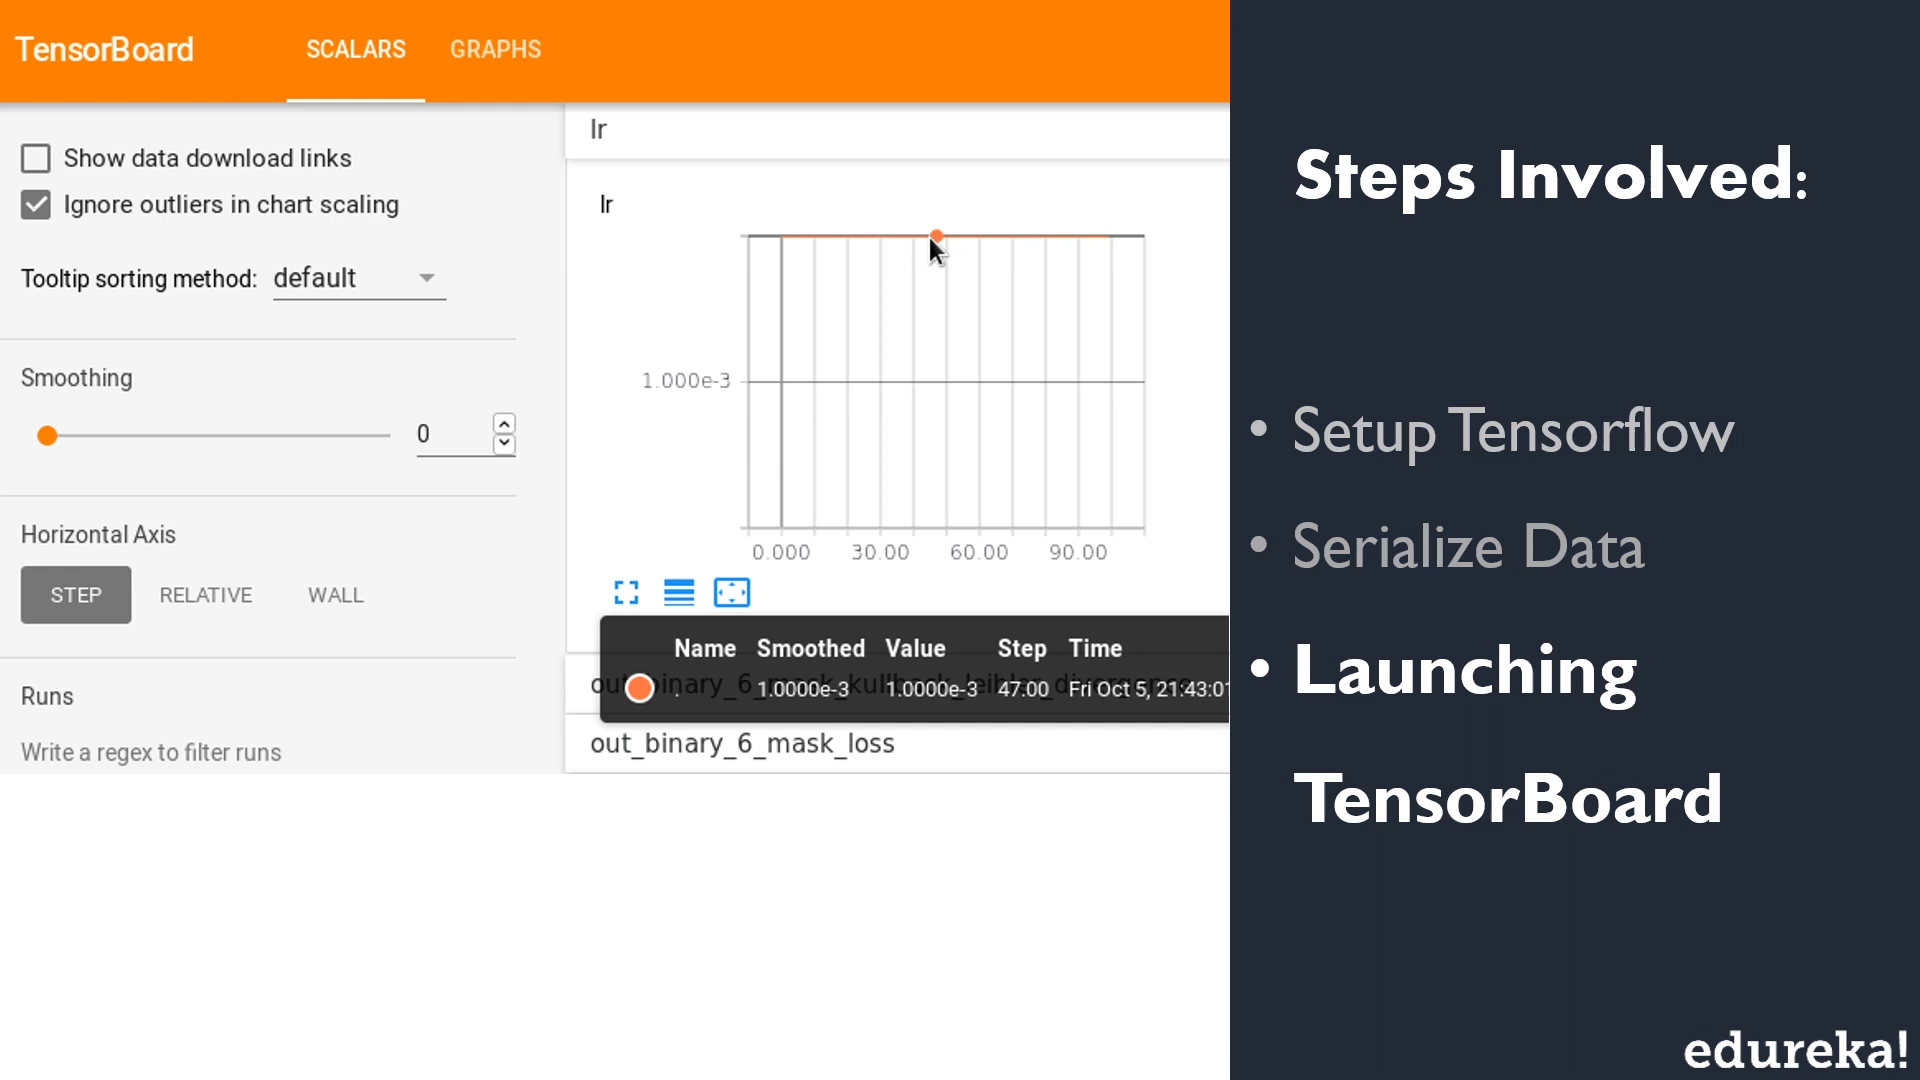 TensorBoard SCALARS GRAPHS
Show data download links
Ignore outliers in chart scaling
Tooltip sorting method: default
Smoothing
0
Horizontal Axis
STEP RELATIVE WALL
Runs
Write a regex to filter runs
lr
lr
1.000e-3
0.000 30.00 60.00 90.00
Name Smoothed Value Step Time
. 1.0000e-3 1.0000e-3 47.00 Fri Oct 5, 21:43:01
out_binary_6_mask_kullback_leibler_divergence
out_binary_6_mask_loss
Steps Involved:
• Setup Tensorflow
• Serialize Data
• Launching
TensorBoard
edureka!